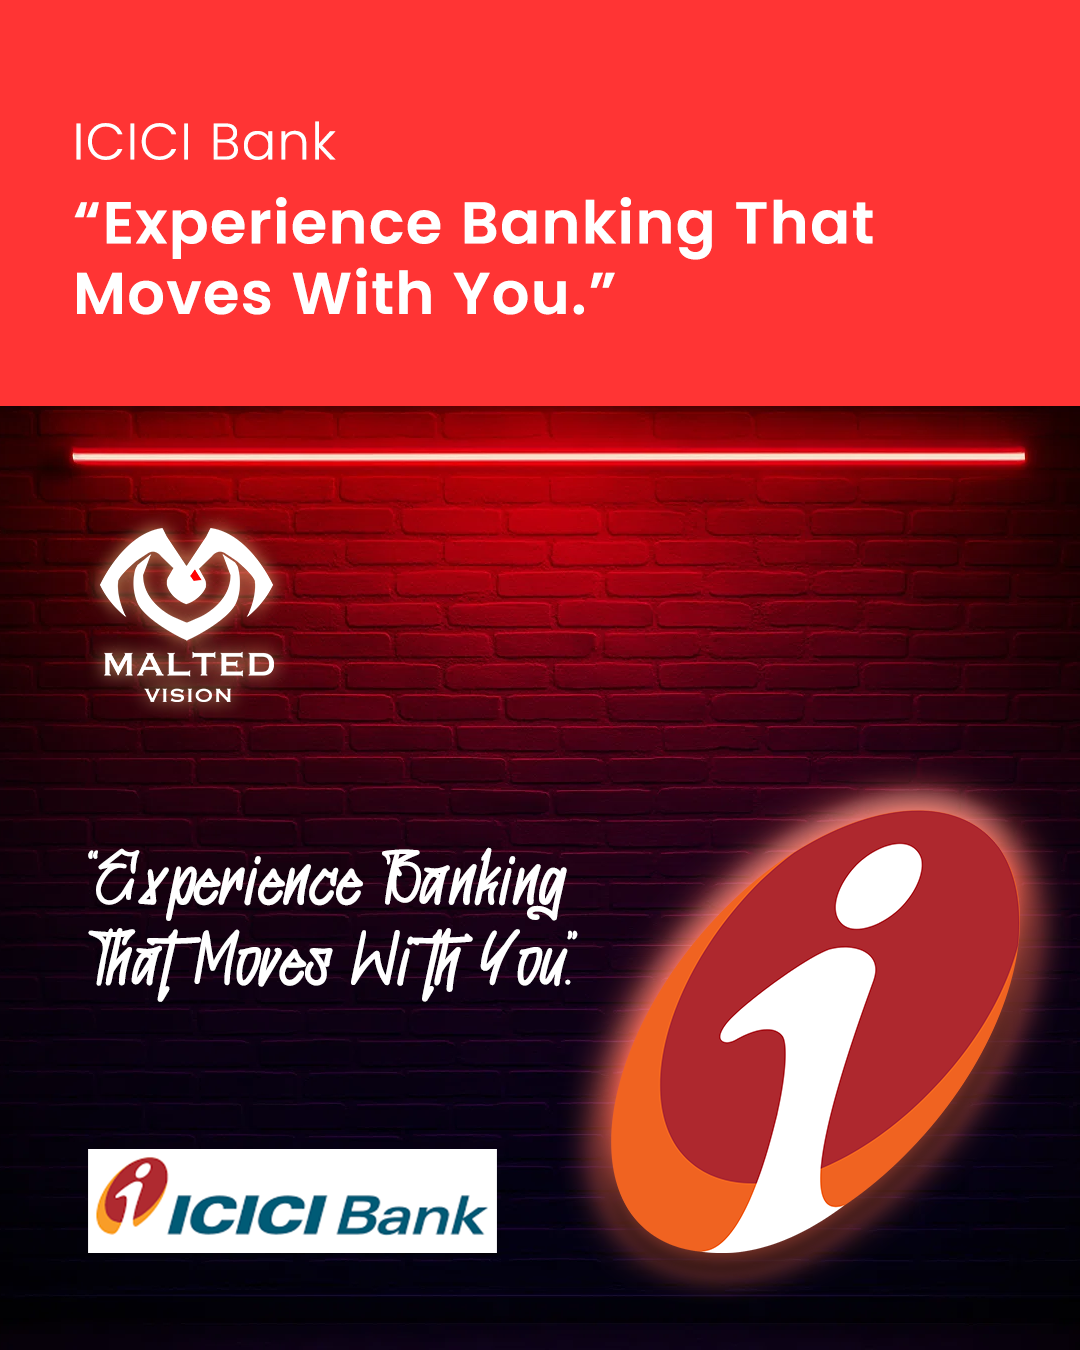 ICICI Bank
“Experience Banking That
Moves With You.”
MALTED
VISION
“Experience Banking
That Moves With You”.
ICICI Bank